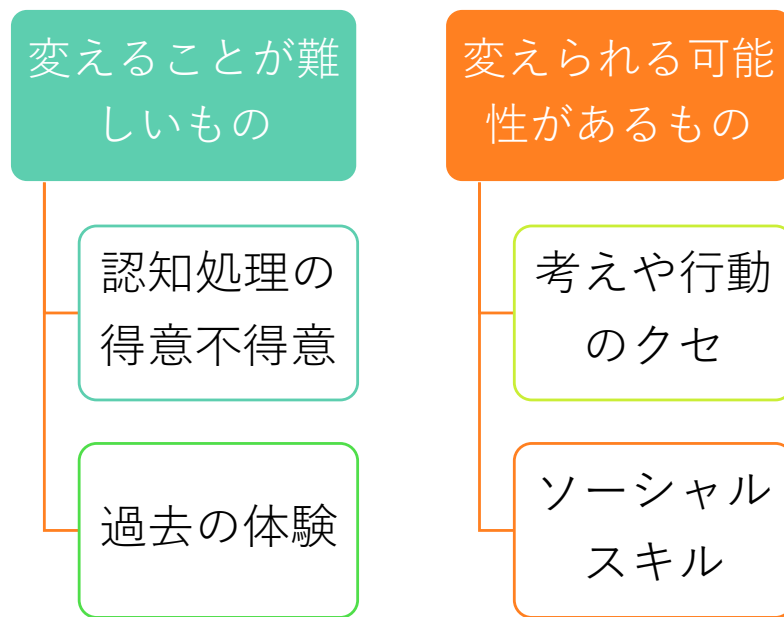 変えることが難
しいもの
認知処理の
得意不得意
過去の体験
変えられる可能
性があるもの
考えや行動
のクセ
ソーシャル
スキル